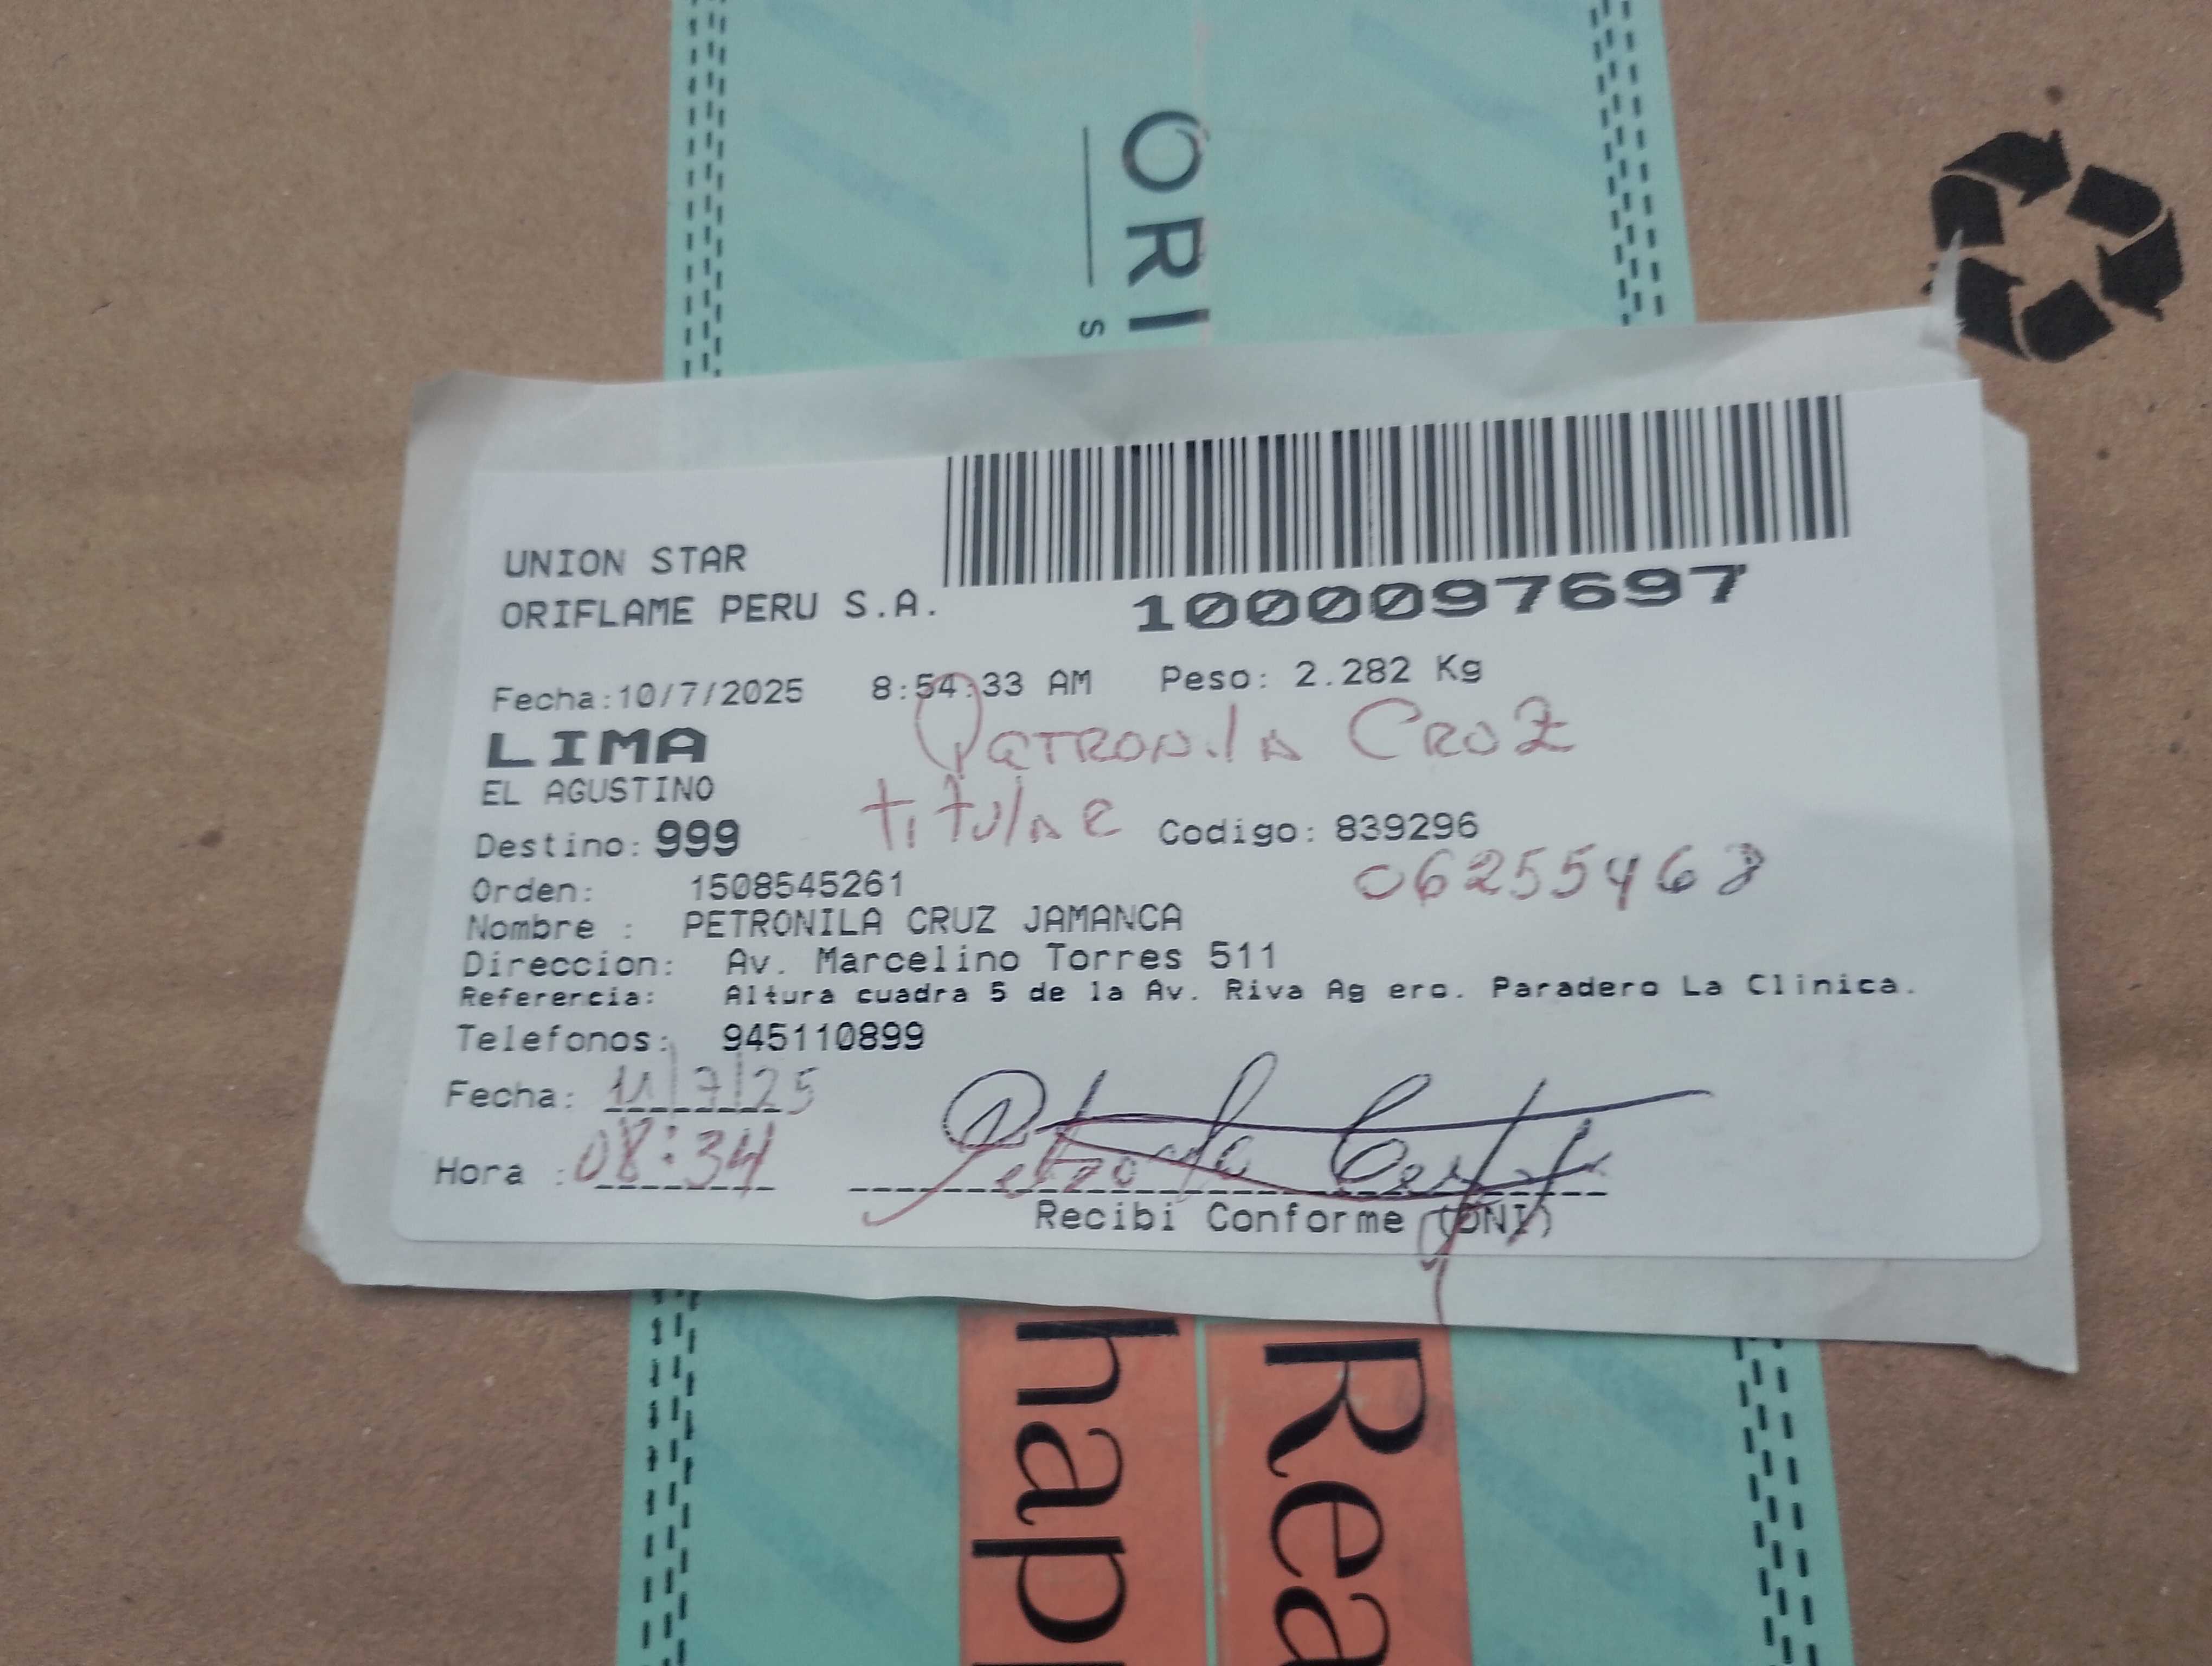 ORI
S
UNION STAR
ORIFLAME PERU S.A.
1000097697
Fecha:10/7/2025 8:54:33 AM Peso: 2.282 Kg
LIMA
PETRONILA CRUZ
EL AGUSTINO
titular
Destino: 999 Codigo: 839296
06255468
Orden: 1508545261
Nombre : PETRONILA CRUZ JAMANCA
Direccion: Av. Marcelino Torres 511
Referencia: Altura cuadra 5 de la Av. Riva Ag ero. Paradero La Clinica.
Telefonos: 945110899
Fecha: 11/7/25
Hora : 08:34
Recibi Conforme (DNI)
Rea
hap